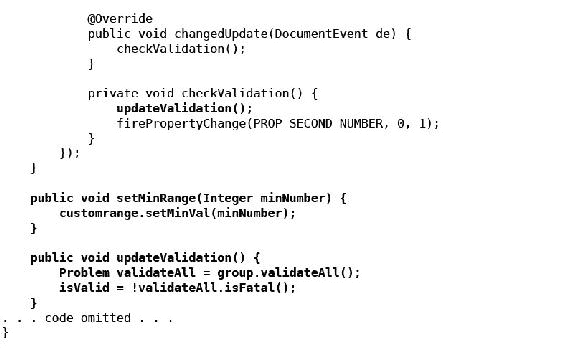 @Override
            public void changedUpdate(DocumentEvent de) {
                checkValidation();
            }

            private void checkValidation() {
                updateValidation();
                firePropertyChange(PROP_SECOND_NUMBER, 0, 1);
            }
        });
    }

    public void setMinRange(Integer minNumber) {
        customrange.setMinVal(minNumber);
    }

    public void updateValidation() {
        Problem validateAll = group.validateAll();
        isValid = !validateAll.isFatal();
    }
. . . code omitted . . .
}